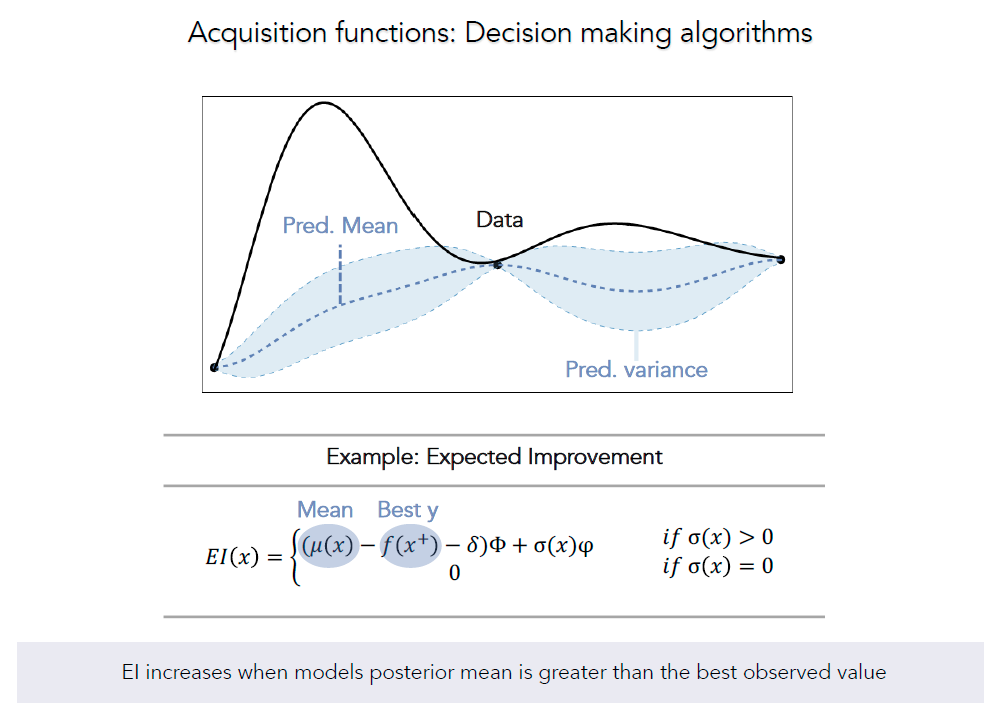 Acquisition functions: Decision making algorithms
Pred. Mean
Data
Pred. variance
Example: Expected Improvement
Mean Best y
EI(x) = { (μ(x) − f(x⁺) − δ)Φ + σ(x)φ if σ(x) > 0
0 if σ(x) = 0
EI increases when models posterior mean is greater than the best observed value